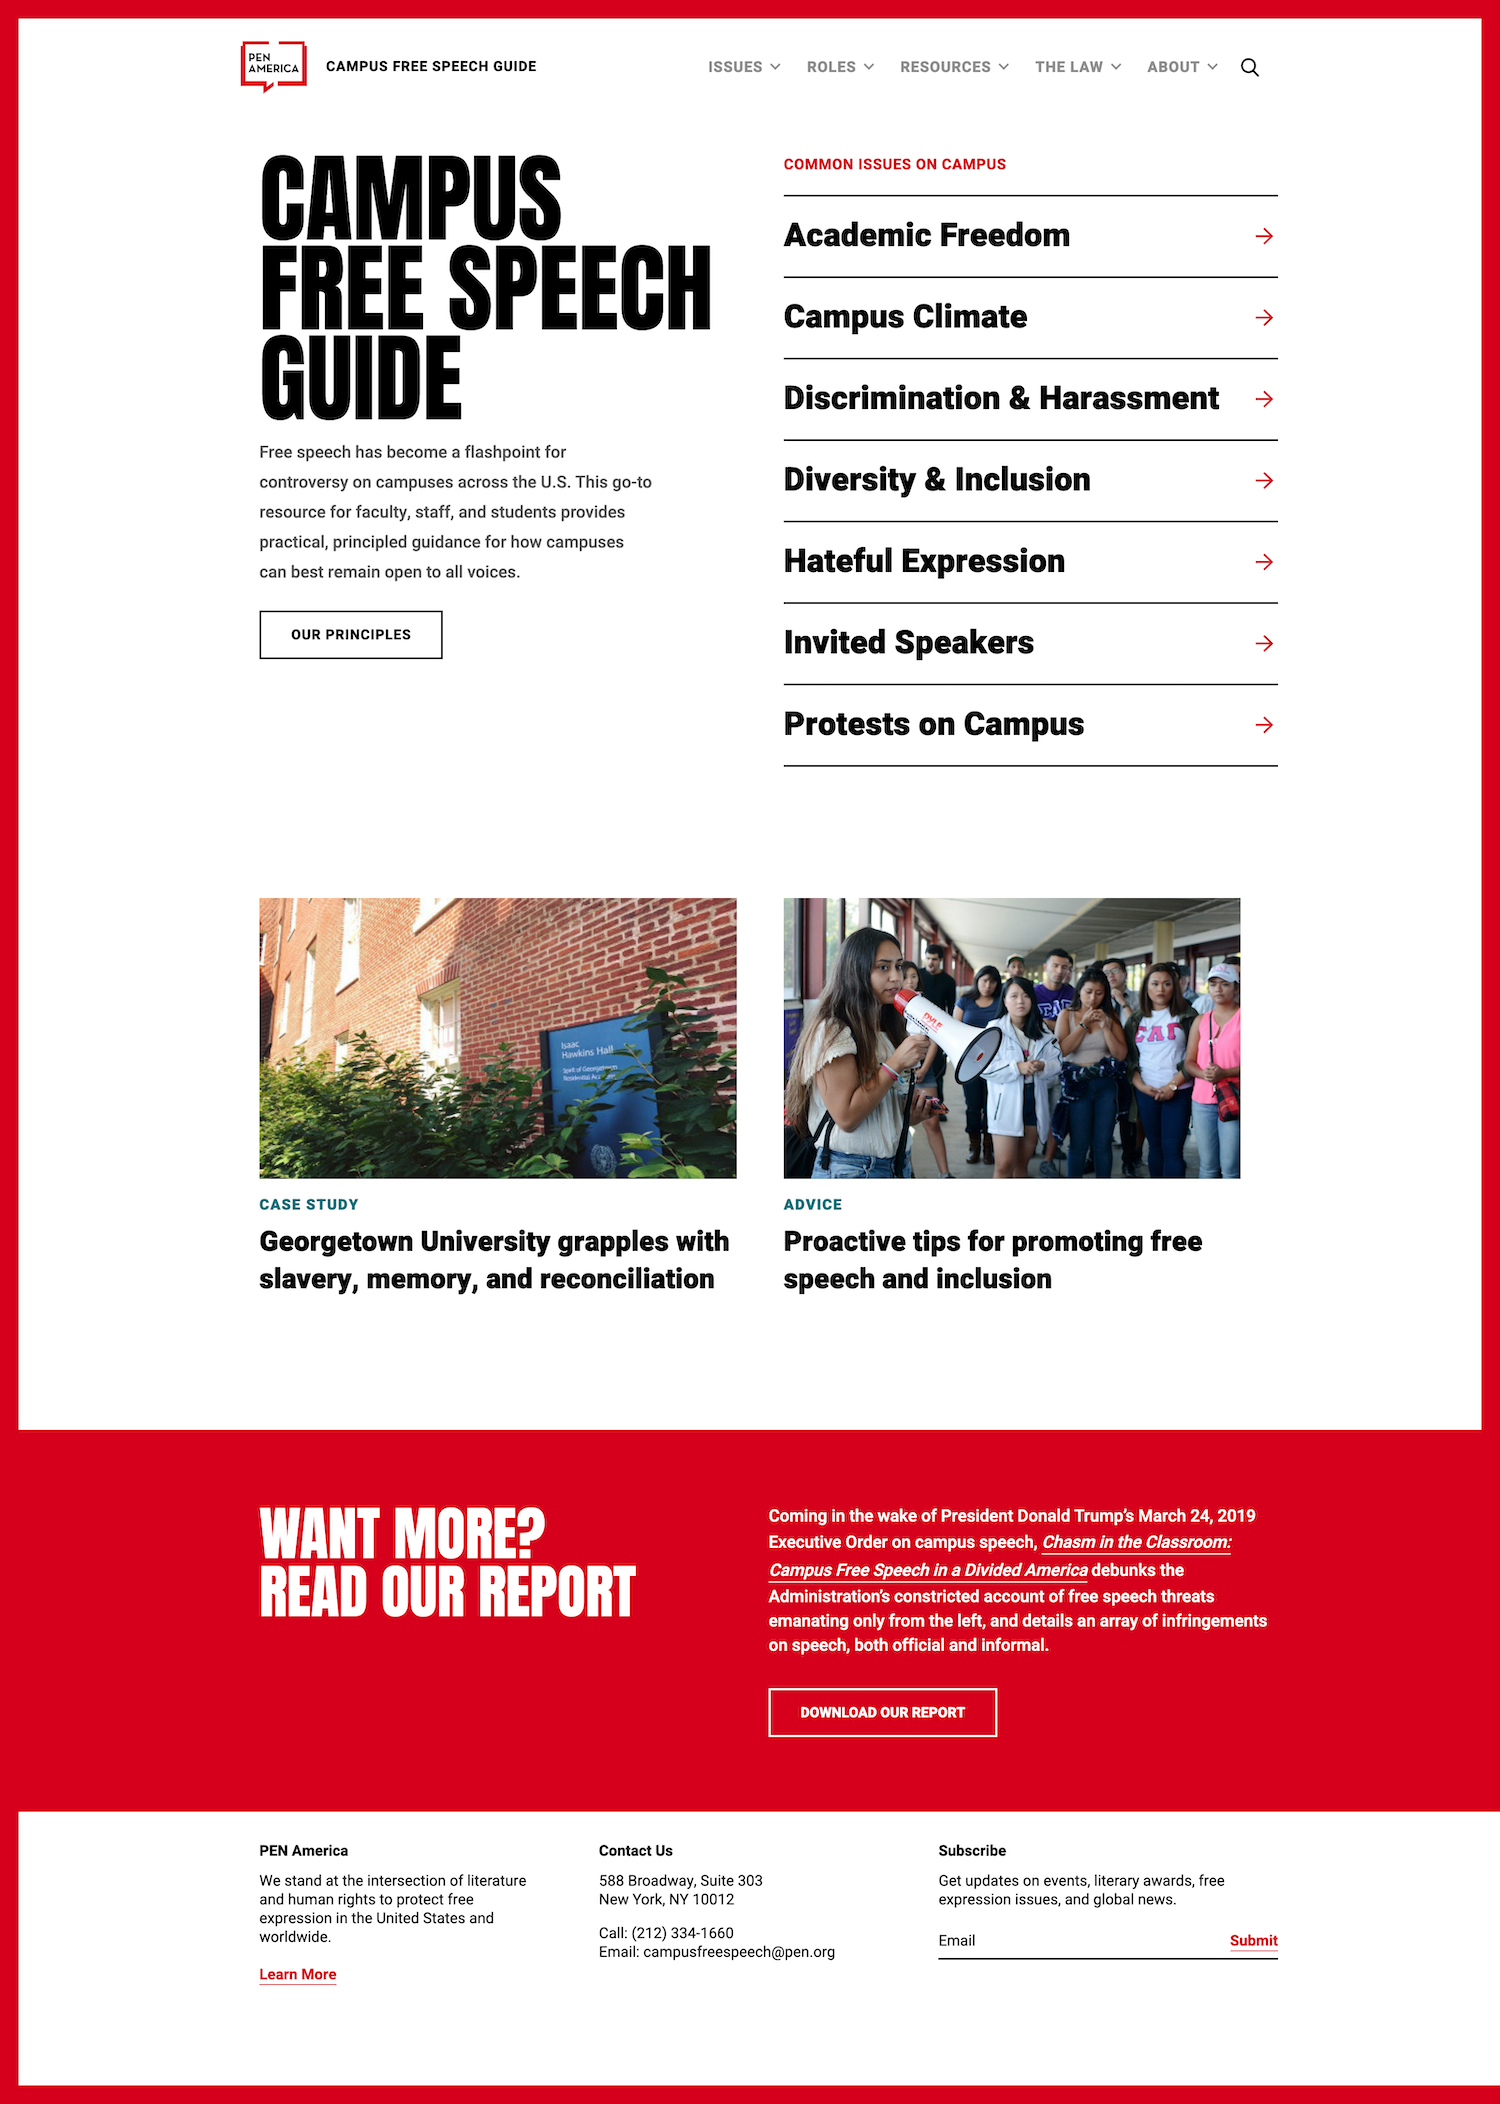 PEN
AMERICA
CAMPUS FREE SPEECH GUIDE
ISSUES
ROLES
RESOURCES
THE LAW
ABOUT
CAMPUS
FREE SPEECH
GUIDE
Free speech has become a flashpoint for
controversy on campuses across the U.S. This go-to
resource for faculty, staff, and students provides
practical, principled guidance for how campuses
can best remain open to all voices.
OUR PRINCIPLES
COMMON ISSUES ON CAMPUS
Academic Freedom
Campus Climate
Discrimination & Harassment
Diversity & Inclusion
Hateful Expression
Invited Speakers
Protests on Campus
Isaac
Hawkins Hall
Spirit of Georgetown
Residential
PYLE
ΣΛΓ
CASE STUDY
Georgetown University grapples with
slavery, memory, and reconciliation
ADVICE
Proactive tips for promoting free
speech and inclusion
WANT MORE?
READ OUR REPORT
Coming in the wake of President Donald Trump’s March 24, 2019
Executive Order on campus speech, Chasm in the Classroom:
Campus Free Speech in a Divided America debunks the
Administration’s constricted account of free speech threats
emanating only from the left, and details an array of infringements
on speech, both official and informal.
DOWNLOAD OUR REPORT
PEN America
We stand at the intersection of literature
and human rights to protect free
expression in the United States and
worldwide.
Learn More
Contact Us
588 Broadway, Suite 303
New York, NY 10012
Call: (212) 334-1660
Email: campusfreespeech@pen.org
Subscribe
Get updates on events, literary awards, free
expression issues, and global news.
Email
Submit